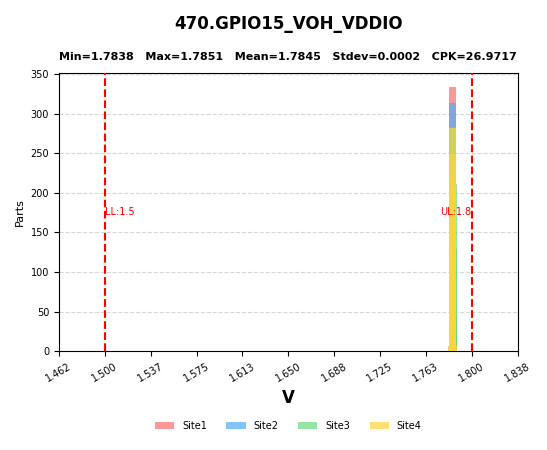 470.GPIO15_VOH_VDDIO
Min=1.7838 Max=1.7851 Mean=1.7845 Stdev=0.0002 CPK=26.9717
350
300
250
200
150
100
50
0
Parts
LL:1.5
UL:1.8
1.462 1.500 1.537 1.575 1.613 1.650 1.688 1.725 1.763 1.800 1.838
V
Site1 Site2 Site3 Site4